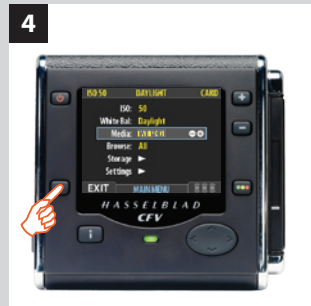 4
ISO 50 DAYLIGHT CARD
ISO: 50
White Bal: Daylight
Media:
Browse: All
Storage
Settings
EXIT MAIN MENU
HASSELBLAD
CFV
i